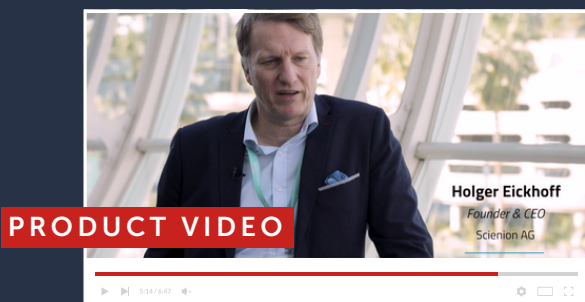 Holger Eickhoff
Founder & CEO
Scienion AG
PRODUCT VIDEO
5:14 / 6:47